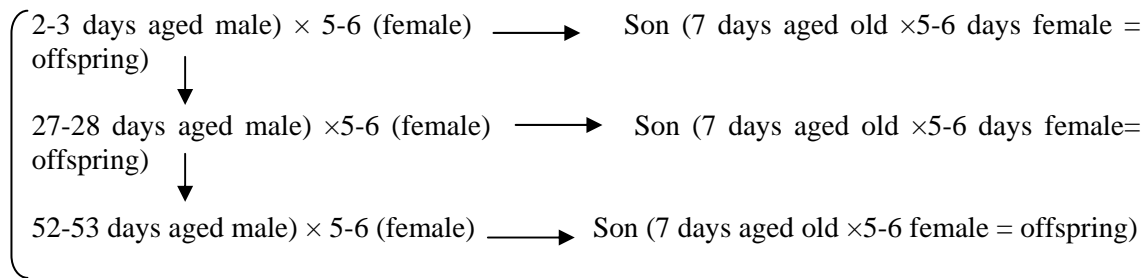 2-3 days aged male) × 5-6 (female) Son (7 days aged old ×5-6 days female =
offspring)
27-28 days aged male) ×5-6 (female) Son (7 days aged old ×5-6 days female=
offspring)
52-53 days aged male) × 5-6 (female) Son (7 days aged old ×5-6 female = offspring)